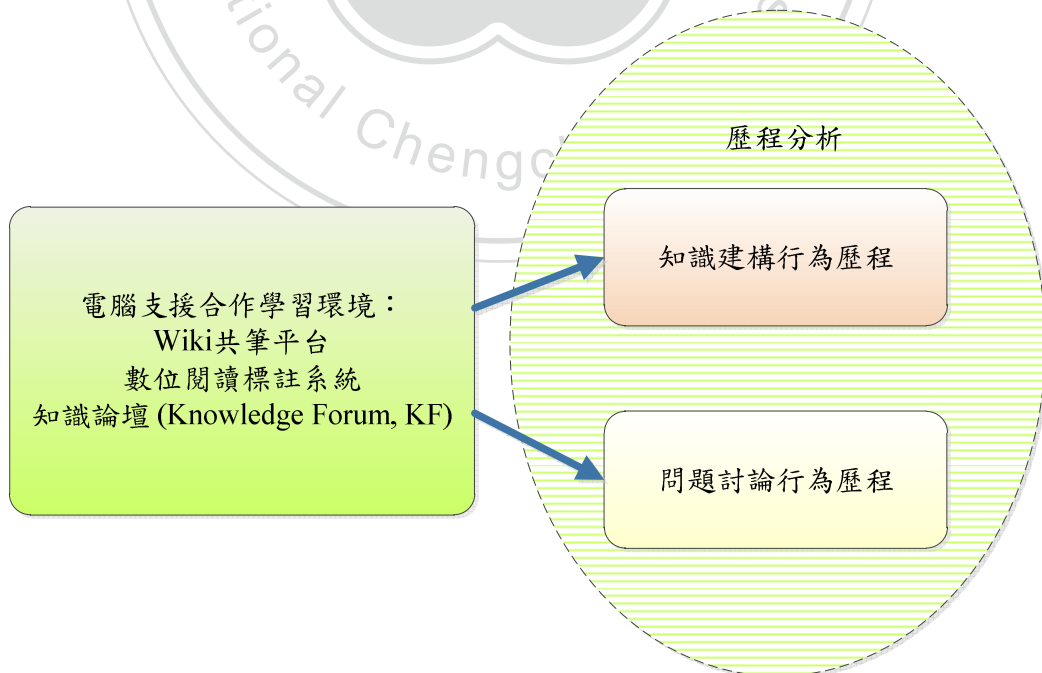 tional Chengc
歷程分析
知識建構行為歷程
電腦支援合作學習環境：
Wiki共筆平台
數位閱讀標註系統
知識論壇 (Knowledge Forum, KF)
問題討論行為歷程